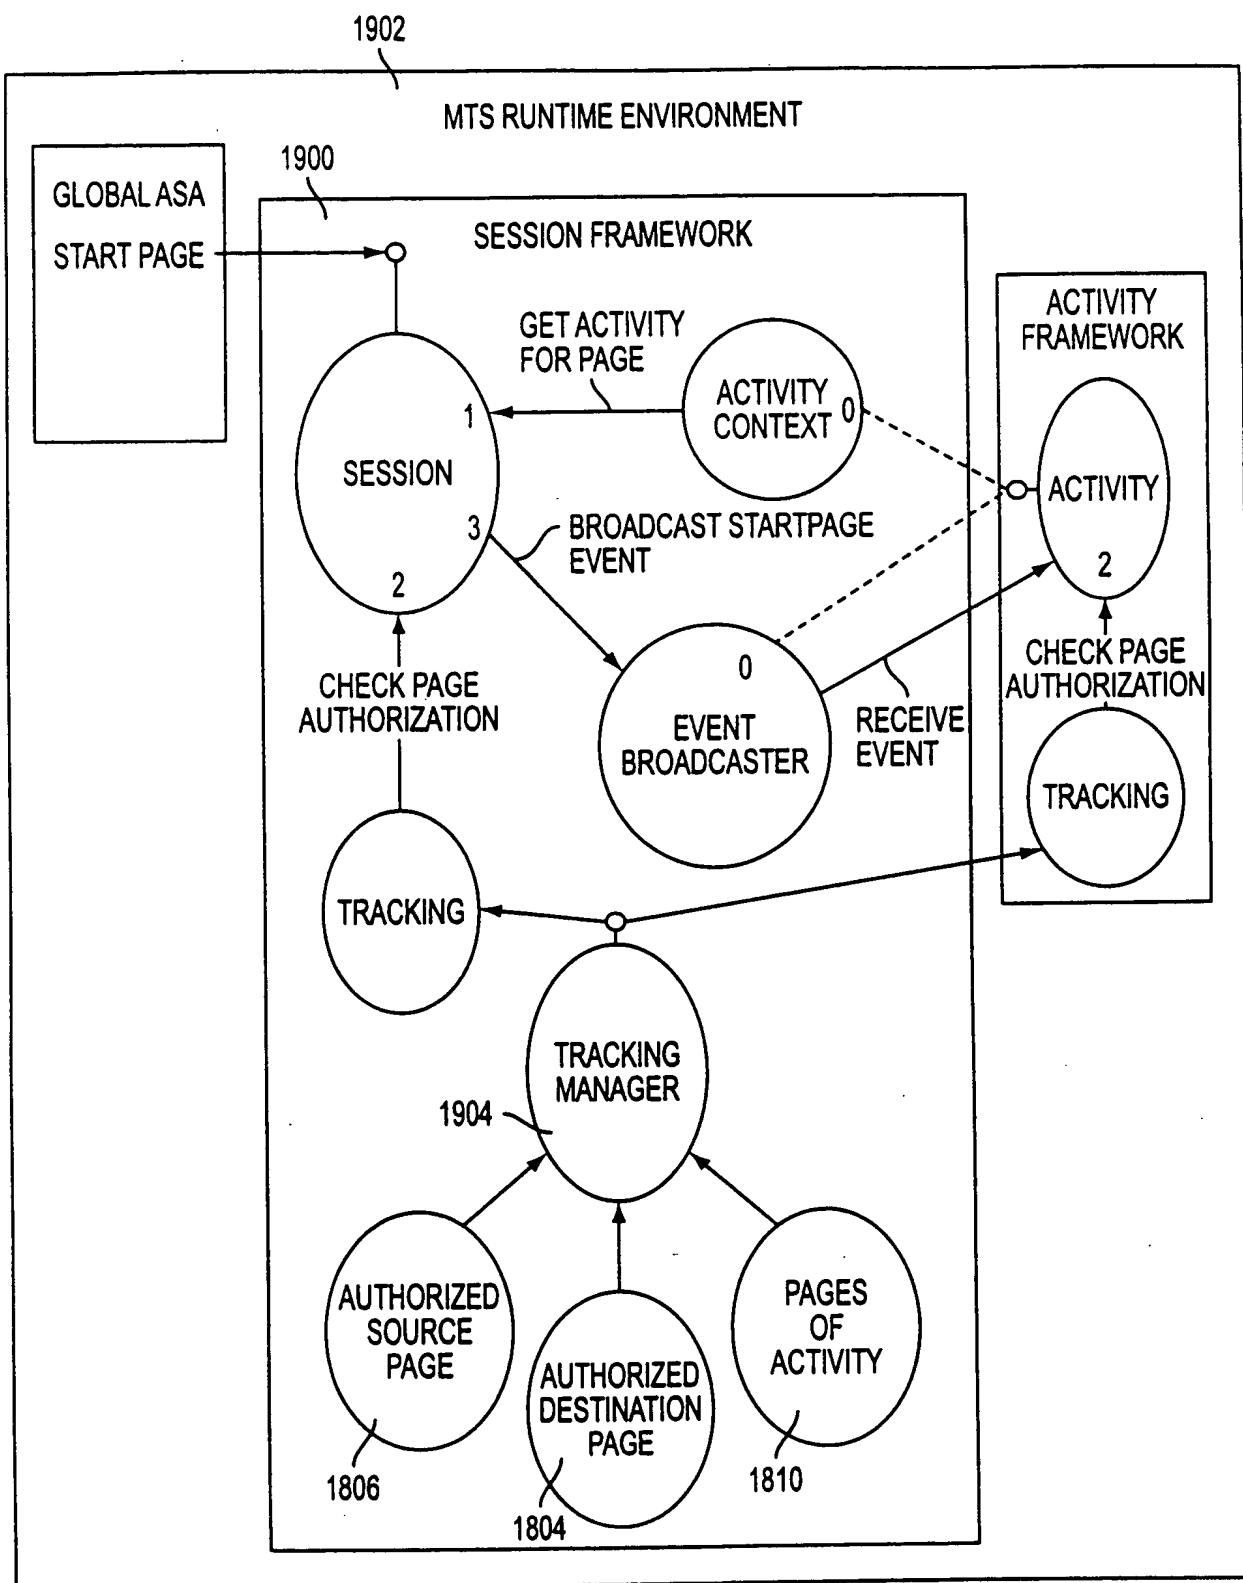 1902
MTS RUNTIME ENVIRONMENT
1900
GLOBAL ASA
START PAGE
SESSION FRAMEWORK
ACTIVITY
FRAMEWORK
GET ACTIVITY
FOR PAGE
ACTIVITY
CONTEXT
0
1
SESSION
3
2
ACTIVITY
2
BROADCAST STARTPAGE
EVENT
CHECK PAGE
AUTHORIZATION
0
EVENT
BROADCASTER
RECEIVE
EVENT
CHECK PAGE
AUTHORIZATION
TRACKING
TRACKING
TRACKING
MANAGER
1904
AUTHORIZED
SOURCE
PAGE
AUTHORIZED
DESTINATION
PAGE
PAGES
OF
ACTIVITY
1806
1804
1810